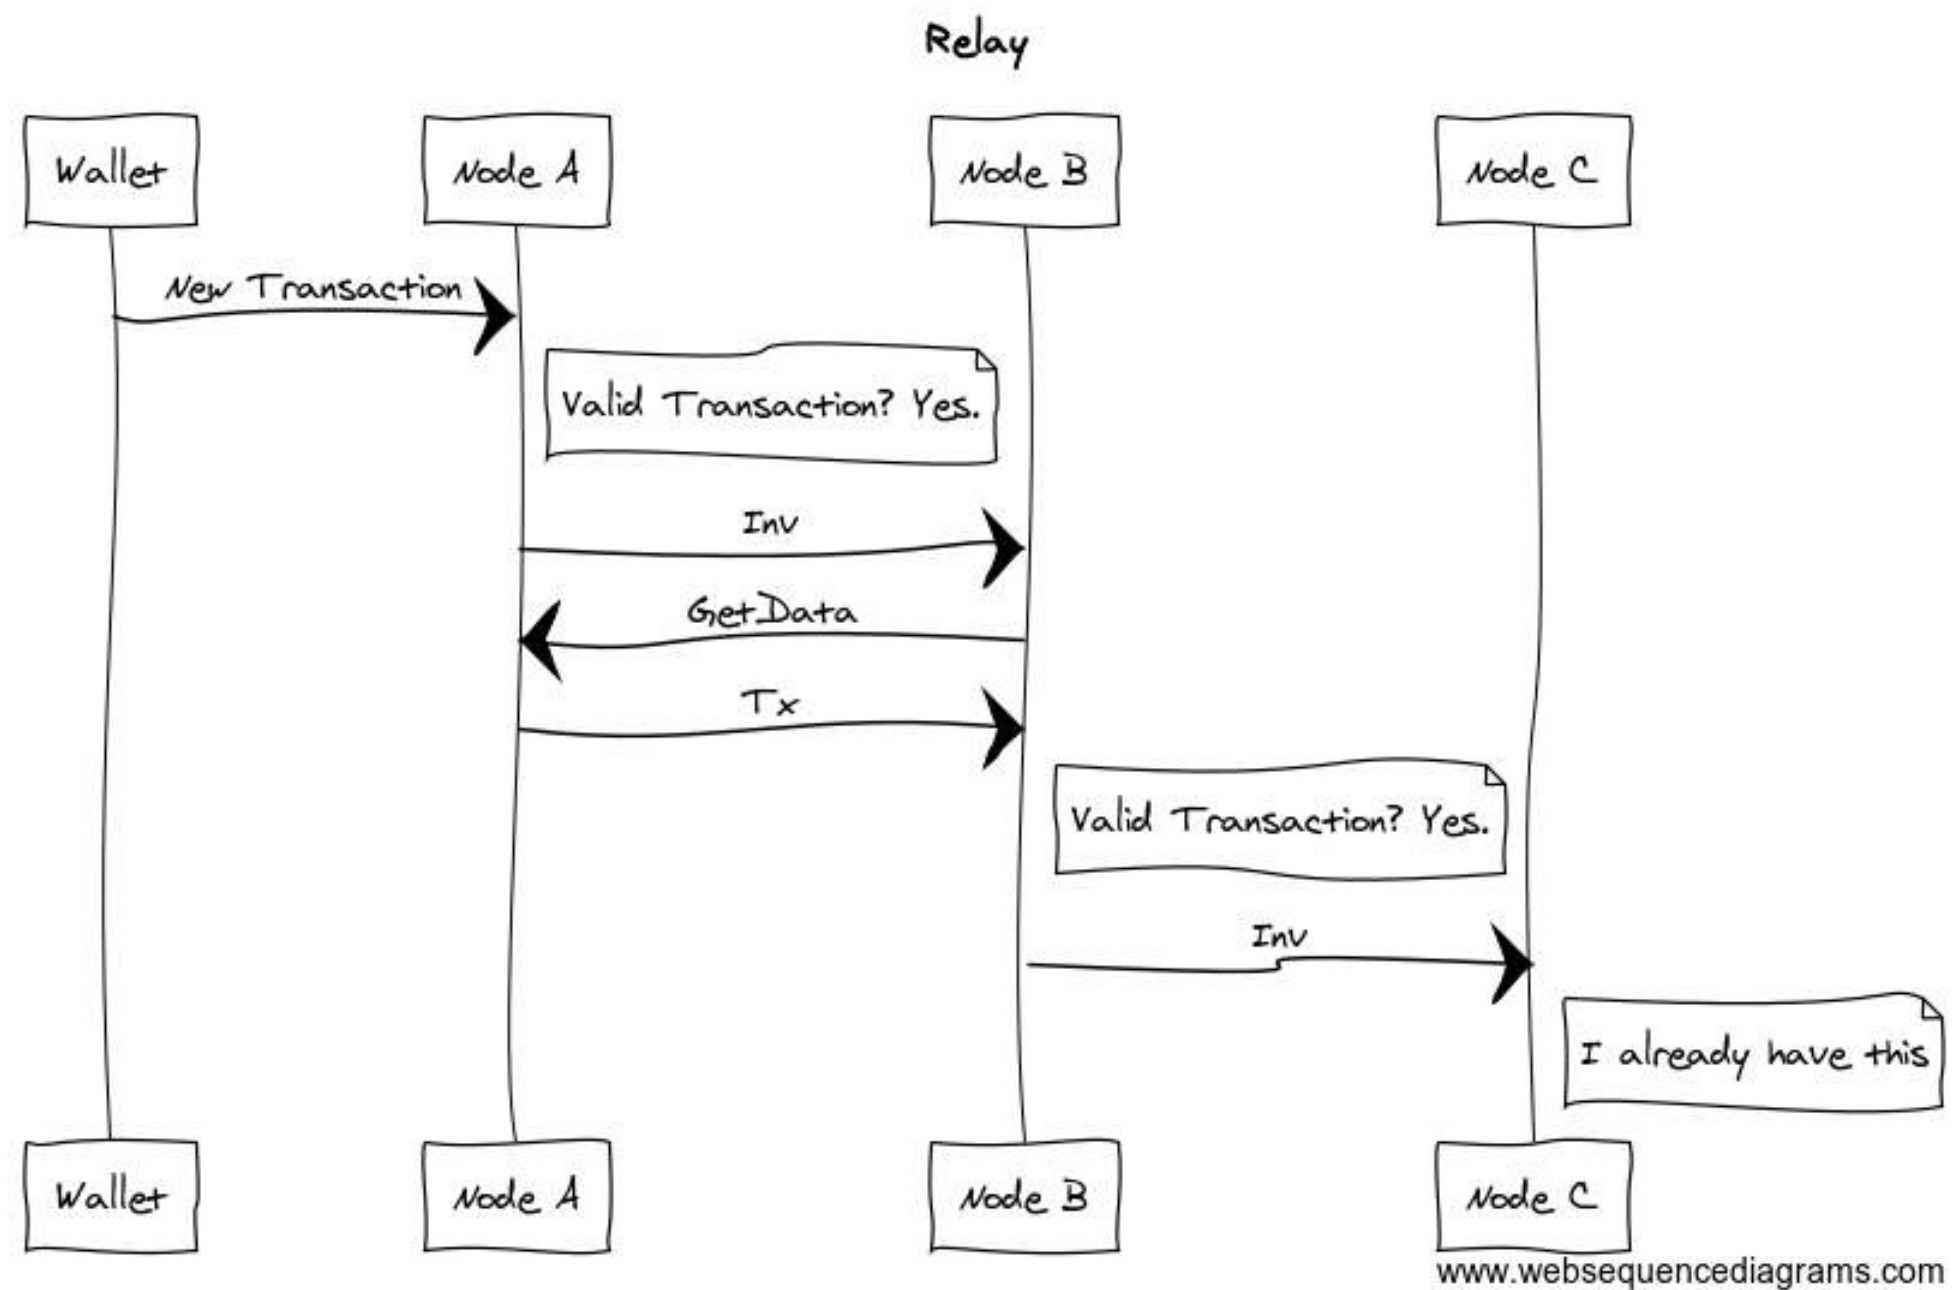 Relay
Wallet
Node A
Node B
Node C
New Transaction
Valid Transaction? Yes.
Inv
GetData
Tx
Valid Transaction? Yes.
Inv
I already have this
Wallet
Node A
Node B
Node C
www.websequencediagrams.com